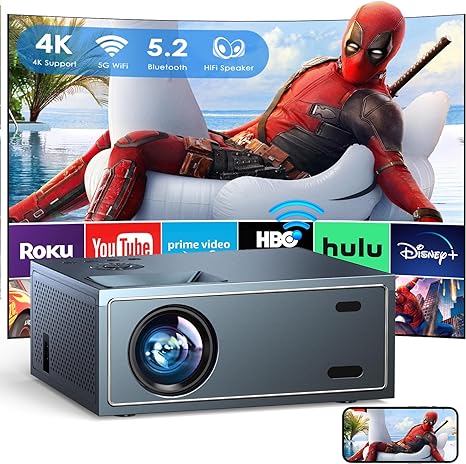 4K
4K Support
5G WiFi
5.2
Bluetooth
HiFi Speaker
ROKU
YouTube
prime video
HBO
hulu
Disney+